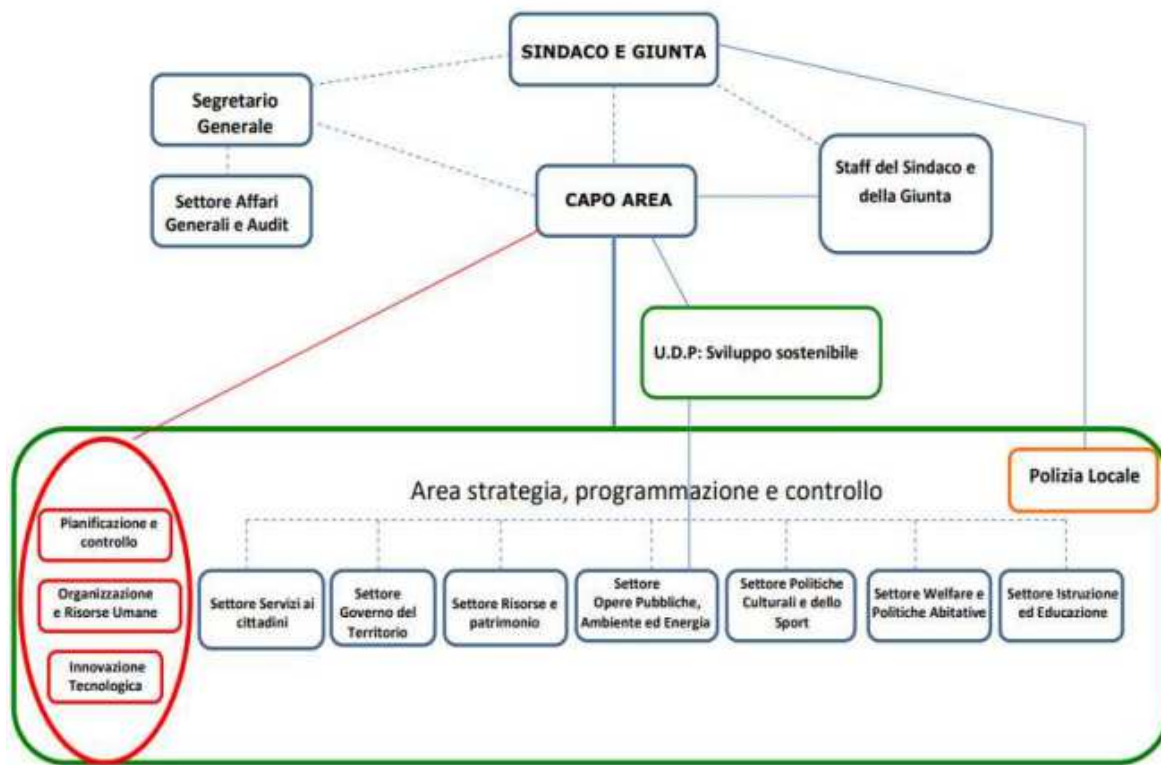 SINDACO E GIUNTA
Segretario
Generale
Staff del Sindaco e
della Giunta
Settore Affari
Generali e Audit
CAPO AREA
U.D.P: Sviluppo sostenibile
Polizia Locale
Area strategia, programmazione e controllo
Pianificazione e
controllo
Organizzazione
e Risorse Umane
Innovazione
Tecnologica
Settore Servizi ai
cittadini
Settore
Governo del
Territorio
Settore Risorse e
patrimonio
Settore
Opere Pubbliche,
Ambiente ed Energia
Settore Politiche
Culturali e dello
Sport
Settore Welfare e
Politiche Abitative
Settore Istruzione
ed Educazione